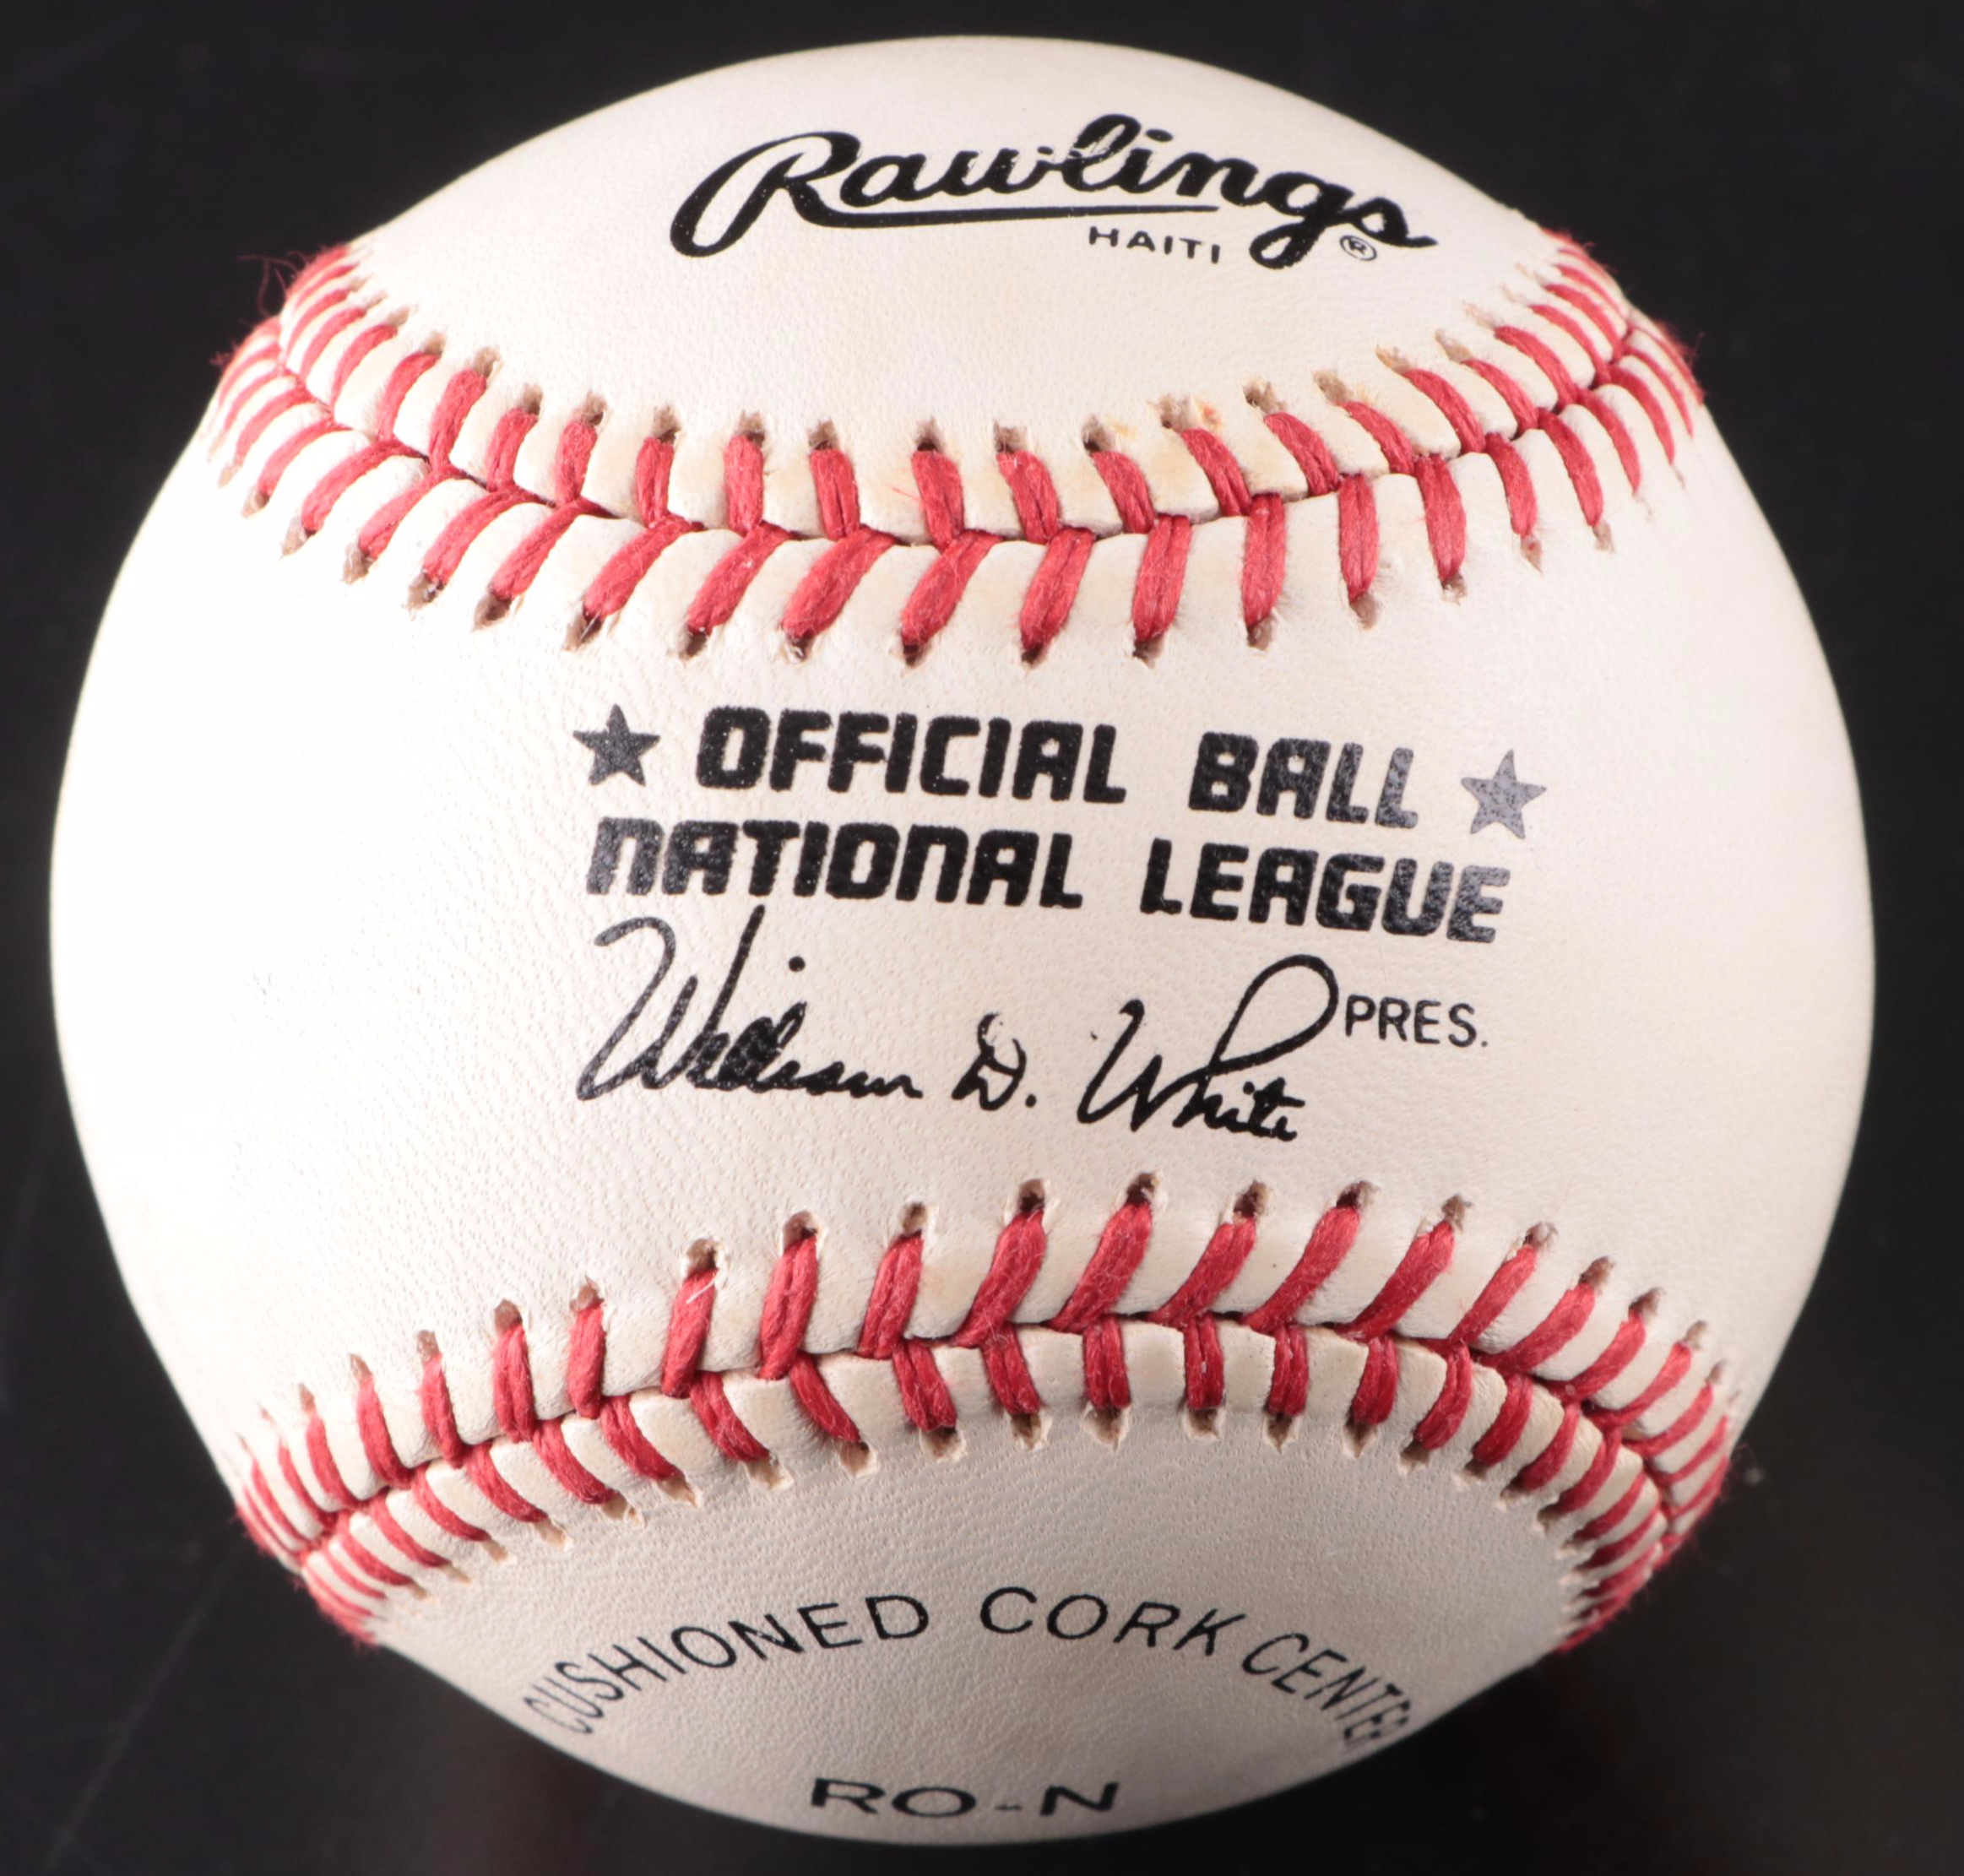 Rawlings
HAITI ®
★ OFFICIAL BALL ★
NATIONAL LEAGUE
William D. White PRES.
CUSHIONED CORK CENTER
RO-N